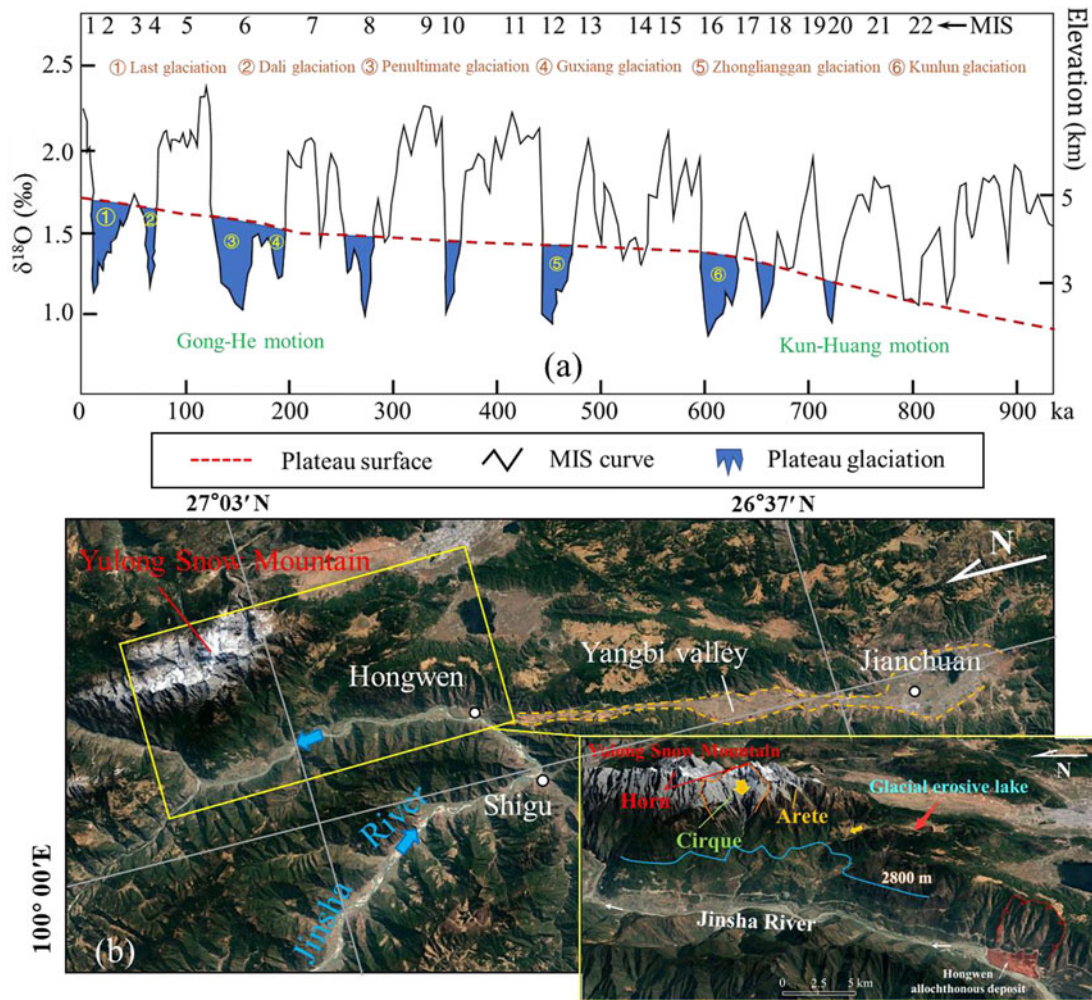 1 2 3 4 5 6 7 8 9 10 11 12 13 14 15 16 17 18 19 20 21 22 ← MIS
① Last glaciation ② Dali glaciation ③ Penultimate glaciation ④ Guxiang glaciation ⑤ Zhonglianggan glaciation ⑥ Kunlun glaciation
δ18O (‰)
2.5
2.0
1.5
1.0
Elevation (km)
5
3
① ② ③ ④ ⑤ ⑥
Gong-He motion
(a)
Kun-Huang motion
0 100 200 300 400 500 600 700 800 900 ka
Plateau surface MIS curve Plateau glaciation
27°03′ N 26°37′ N
Yulong Snow Mountain
N
Hongwen
Yangbi valley
Jianchuan
Shigu
Jinsha River
100° 00′E
(b)
Yulong Snow Mountain
N
Horn
Glacial erosive lake
Arete
Cirque
2800 m
Jinsha River
Hongwen
allochthonous deposit
0 2.5 5 km